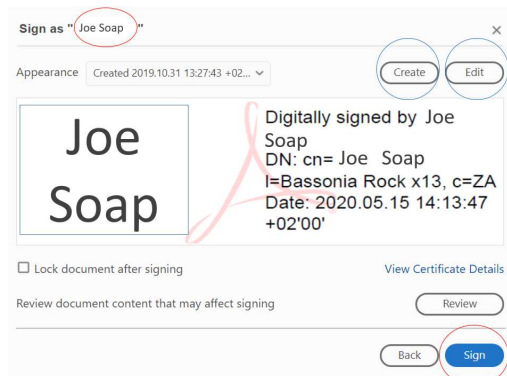 Sign as "Joe Soap"
Appearance Created 2019.10.31 13:27:43 +02... Create Edit
Joe
Soap
Digitally signed by Joe
Soap
DN: cn= Joe Soap
l=Bassonia Rock x13, c=ZA
Date: 2020.05.15 14:13:47
+02'00'
Lock document after signing View Certificate Details
Review document content that may affect signing Review
Back Sign